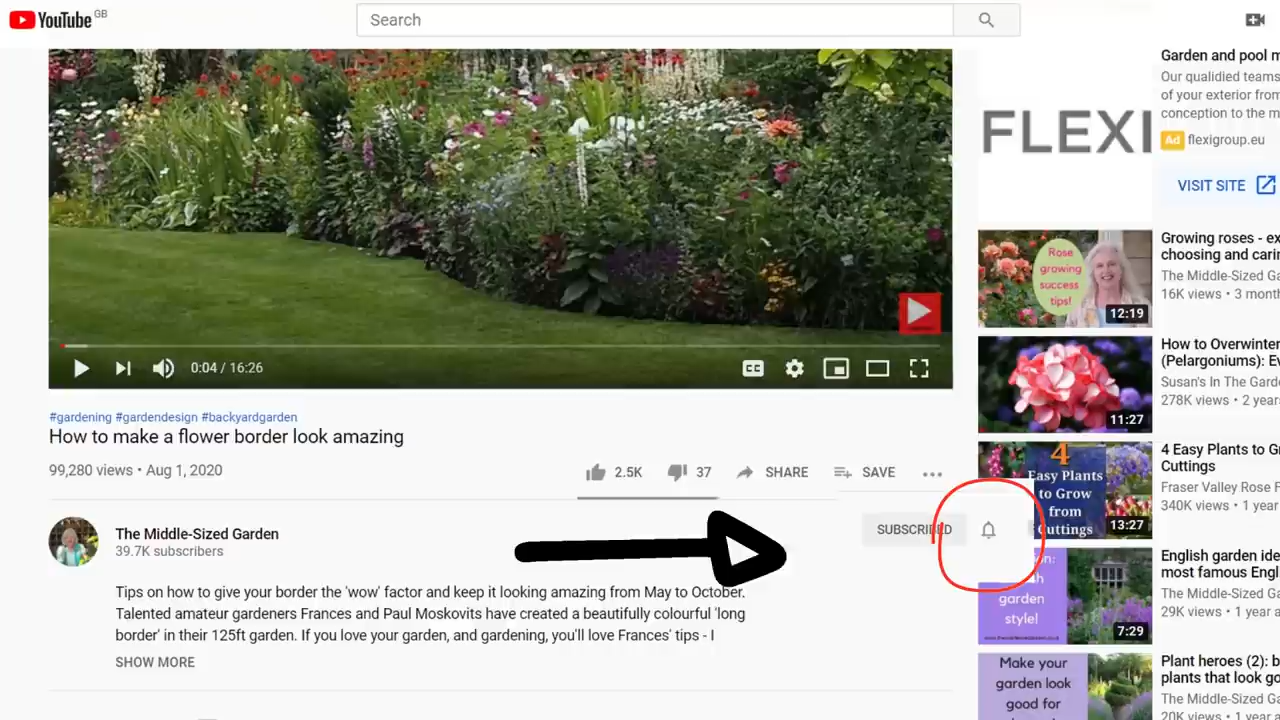 YouTube GB
Search
0:04 / 16:26
CC
#gardening #gardendesign #backyardgarden
How to make a flower border look amazing
99,280 views • Aug 1, 2020
2.5K
37
SHARE
SAVE
The Middle-Sized Garden
39.7K subscribers
SUBSCRIBED
Tips on how to give your border the 'wow' factor and keep it looking amazing from May to October.
Talented amateur gardeners Frances and Paul Moskovits have created a beautifully colourful 'long
border' in their 125ft garden. If you love your garden, and gardening, you'll love Frances' tips - I
SHOW MORE
FLEXI
Garden and pool m
Our qualidied teams
of your exterior from
conception to the m
Ad flexigroup.eu
VISIT SITE
Rose
growing
success
tips!
12:19
Growing roses - ex
choosing and carin
The Middle-Sized Ga
16K views • 3 month
11:27
How to Overwinter
(Pelargoniums): Ev
Susan's In The Garde
278K views • 2 years
4
Easy Plants
to Grow
from
Cuttings
13:27
4 Easy Plants to Gr
Cuttings
Fraser Valley Rose F
340K views • 1 year
garden
style!
7:29
English garden ide
most famous Engl
The Middle-Sized Ga
29K views • 1 year a
Make your
garden look
good for
Plant heroes (2): b
plants that look go
The Middle-Sized Ga
20K views • 1 year a